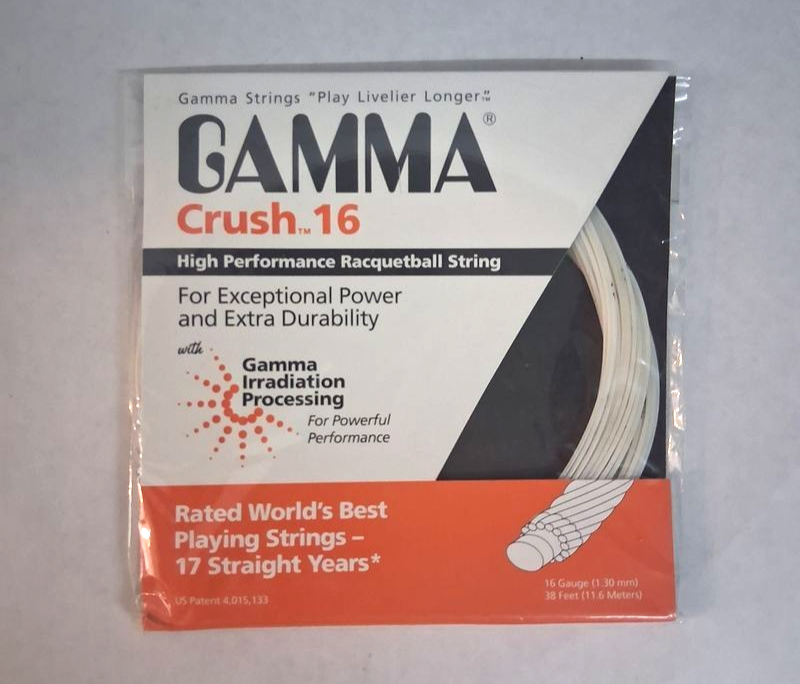 Gamma Strings "Play Livelier Longer."™
GAMMA®
Crush™ 16
High Performance Racquetball String
For Exceptional Power
and Extra Durability
with
Gamma
Irradiation
Processing
For Powerful
Performance
Rated World's Best
Playing Strings –
17 Straight Years*
16 Gauge (1.30 mm)
38 Feet (11.6 Meters)
US Patent 4,015,133